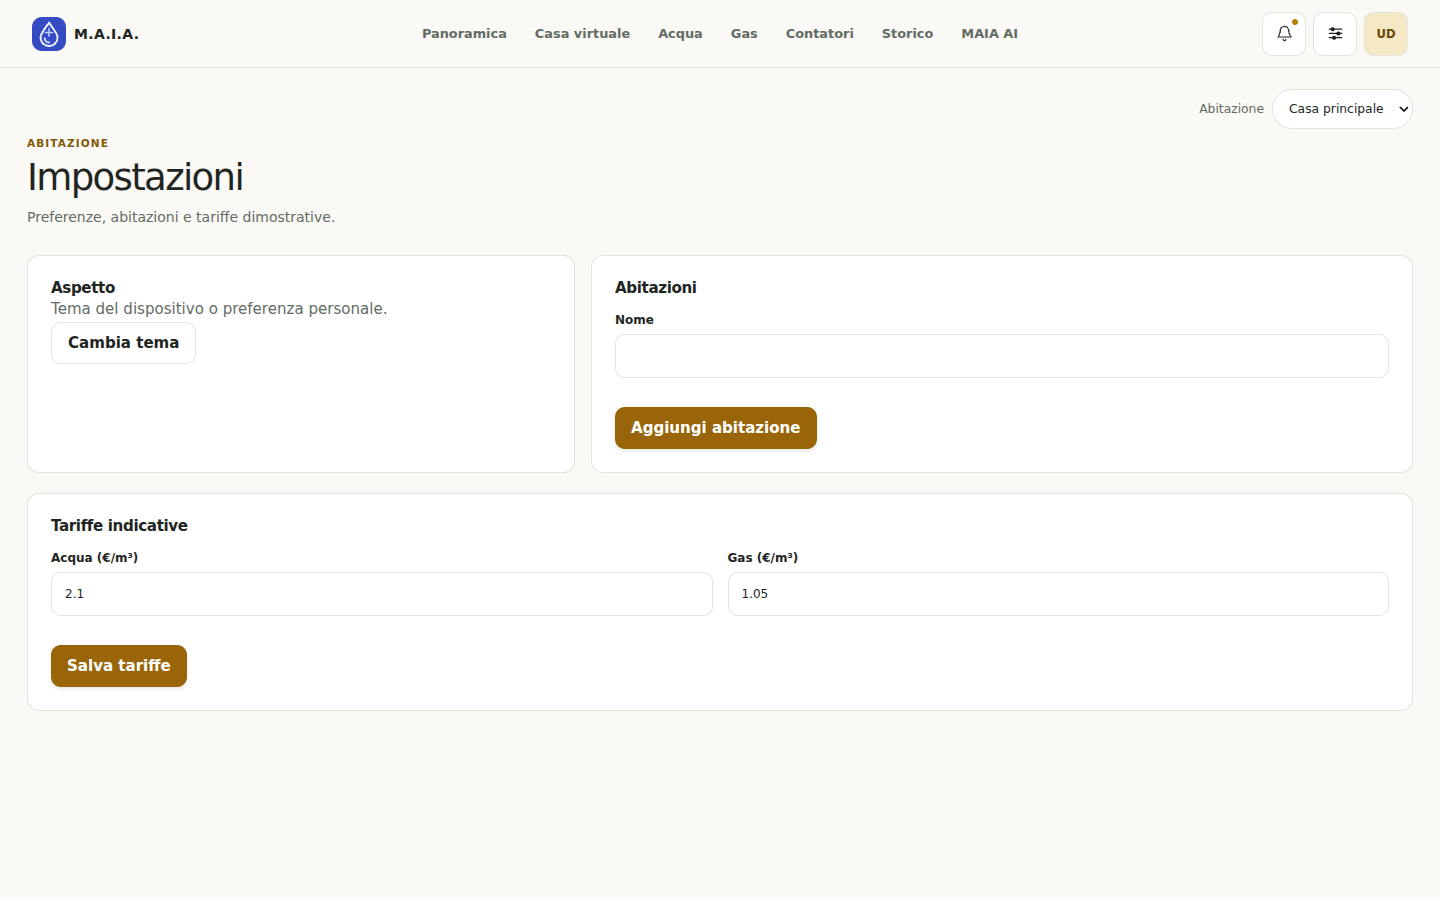 M.A.I.A.
Panoramica
Casa virtuale
Acqua
Gas
Contatori
Storico
MAIA AI
UD
Abitazione
Casa principale
ABITAZIONE
Impostazioni
Preferenze, abitazioni e tariffe dimostrative.
Aspetto
Tema del dispositivo o preferenza personale.
Cambia tema
Abitazioni
Nome
Aggiungi abitazione
Tariffe indicative
Acqua (€/m³)
2.1
Gas (€/m³)
1.05
Salva tariffe